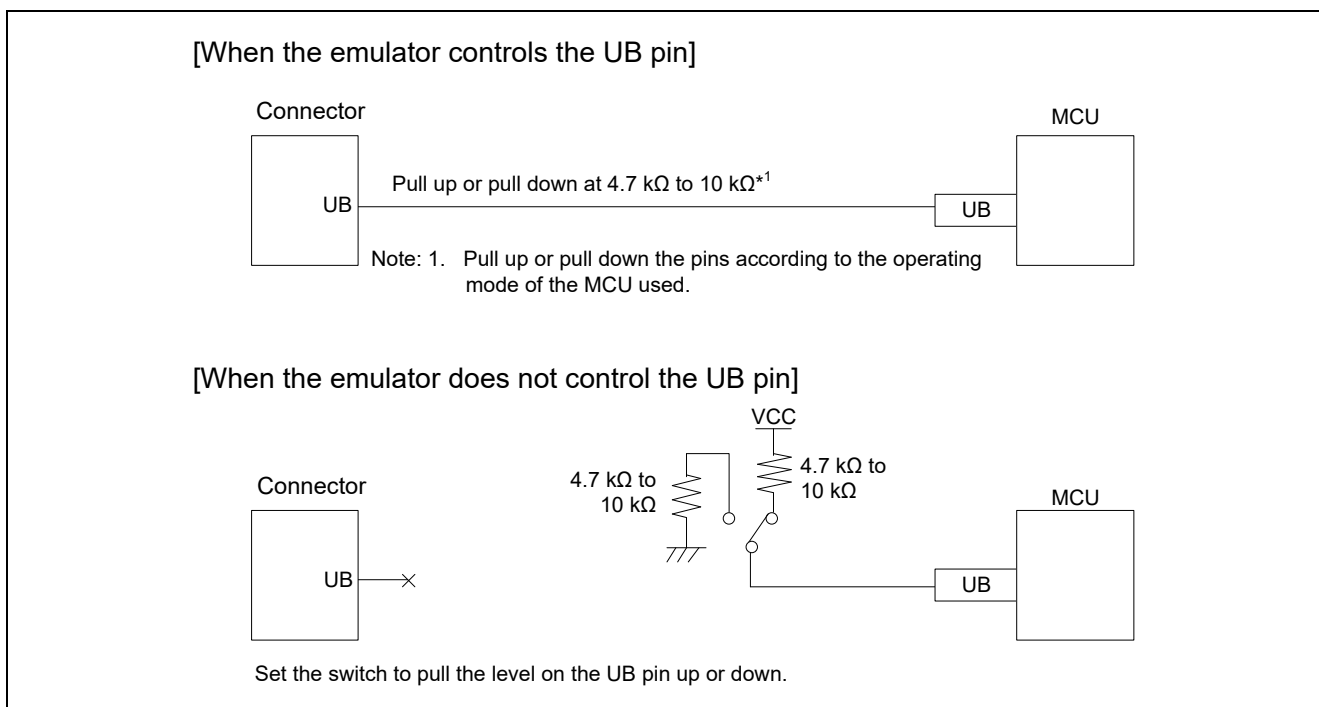 [When the emulator controls the UB pin]
Connector
MCU
Pull up or pull down at 4.7 kΩ to 10 kΩ*1
UB
UB
Note: 1. Pull up or pull down the pins according to the operating
mode of the MCU used.
[When the emulator does not control the UB pin]
VCC
4.7 kΩ to
10 kΩ
4.7 kΩ to
10 kΩ
Connector
MCU
UB
UB
Set the switch to pull the level on the UB pin up or down.